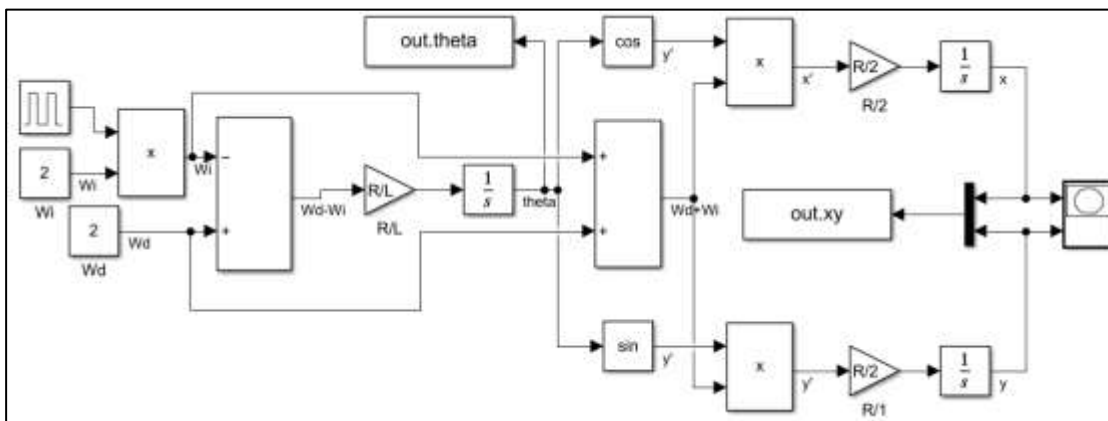 out.theta
cos
y'
x
x'
R/2
R/2
1
s
x
x
2
Wi
Wi
Wi
−
+
2
Wd
Wd
Wd-Wi
R/L
R/L
1
s
theta
+
+
Wd+Wi
out.xy
sin
y'
x
y'
R/2
R/1
1
s
y